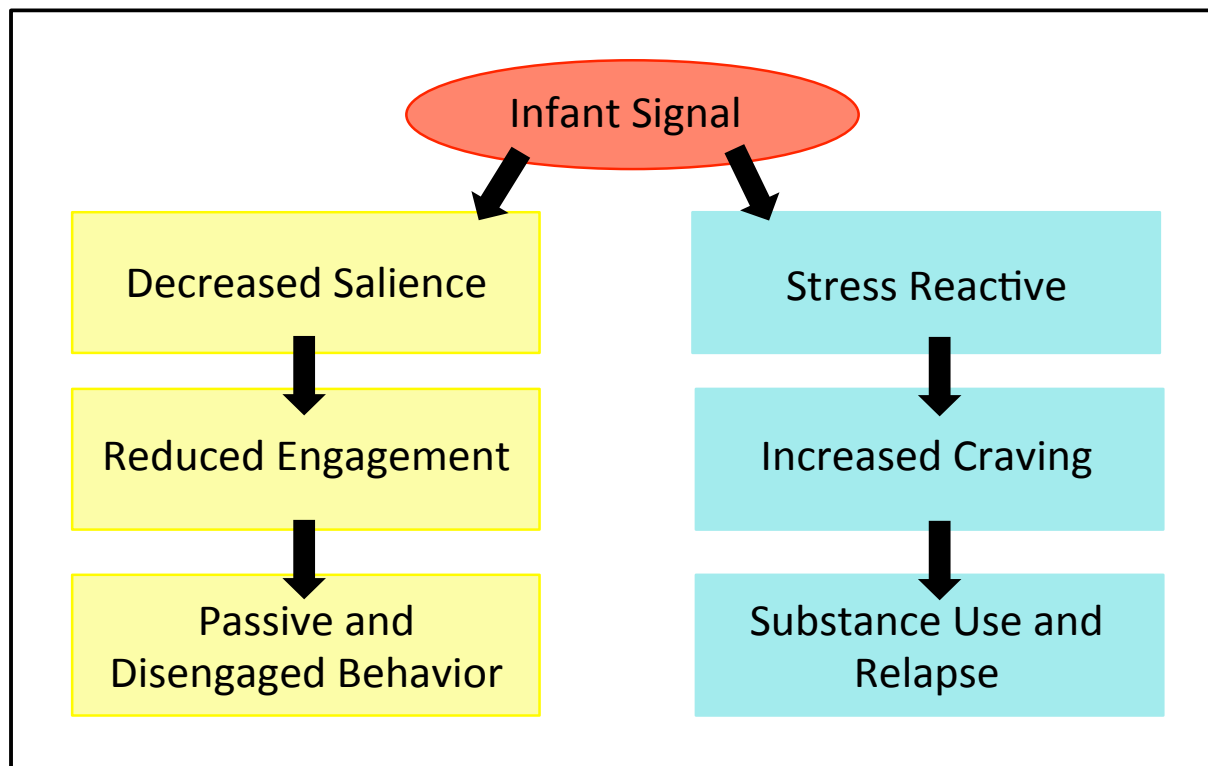 Infant Signal
Decreased Salience
Reduced Engagement
Passive and
Disengaged Behavior
Stress Reactive
Increased Craving
Substance Use and
Relapse